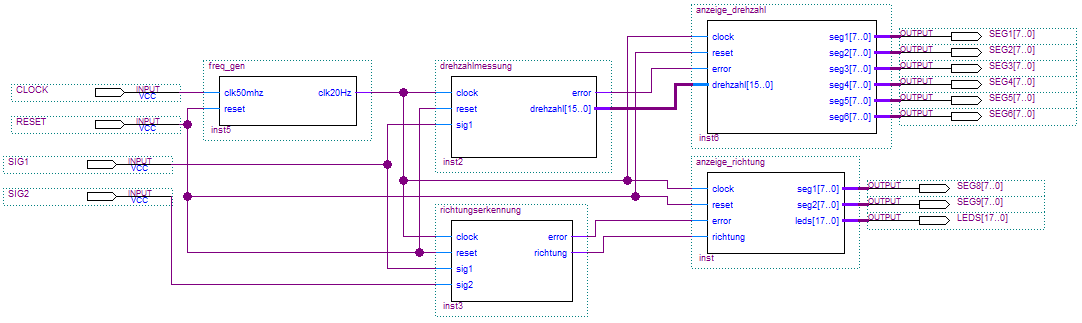 CLOCK INPUT VCC
RESET INPUT VCC
SIG1 INPUT VCC
SIG2 INPUT VCC
freq_gen
clk50mhz clk20Hz
reset
inst5
drehzahlmessung
clock error
reset drehzahl[15..0]
sig1
inst2
richtungserkennung
clock error
reset richtung
sig1
sig2
inst3
anzeige_drehzahl
clock seg1[7..0]
reset seg2[7..0]
error seg3[7..0]
drehzahl[15..0] seg4[7..0]
seg5[7..0]
seg6[7..0]
inst6
OUTPUT SEG1[7..0]
OUTPUT SEG2[7..0]
OUTPUT SEG3[7..0]
OUTPUT SEG4[7..0]
OUTPUT SEG5[7..0]
OUTPUT SEG6[7..0]
anzeige_richtung
clock seg1[7..0]
reset seg2[7..0]
error leds[17..0]
richtung
inst
OUTPUT SEG8[7..0]
OUTPUT SEG9[7..0]
OUTPUT LEDS[17..0]